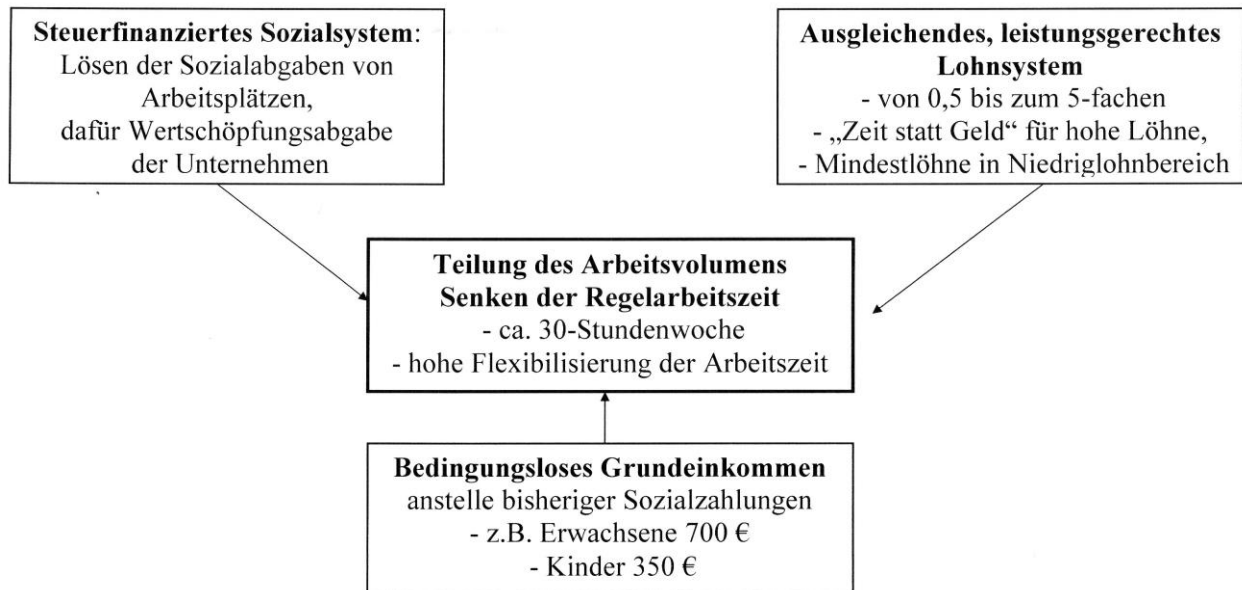 Steuerfinanziertes Sozialsystem:
Lösen der Sozialabgaben von
Arbeitsplätzen,
dafür Wertschöpfungsabgabe
der Unternehmen
Ausgleichendes, leistungsgerechtes
Lohnsystem
- von 0,5 bis zum 5-fachen
- „Zeit statt Geld“ für hohe Löhne,
- Mindestlöhne in Niedriglohnbereich
Teilung des Arbeitsvolumens
Senken der Regelarbeitszeit
- ca. 30-Stundenwoche
- hohe Flexibilisierung der Arbeitszeit
Bedingungsloses Grundeinkommen
anstelle bisheriger Sozialzahlungen
- z.B. Erwachsene 700 €
- Kinder 350 €